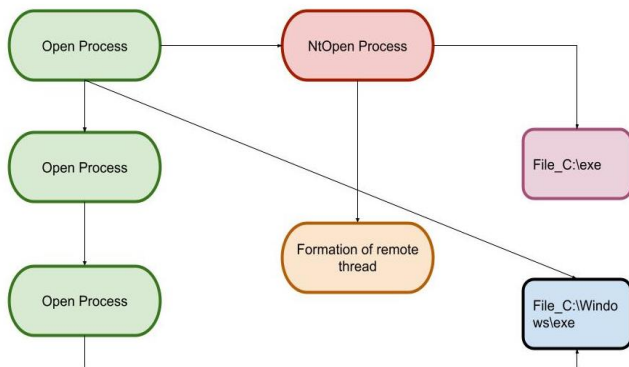 Open Process
NtOpen Process
Open Process
File_C:\exe
Formation of remote
thread
Open Process
File_C:\Windo
ws\exe